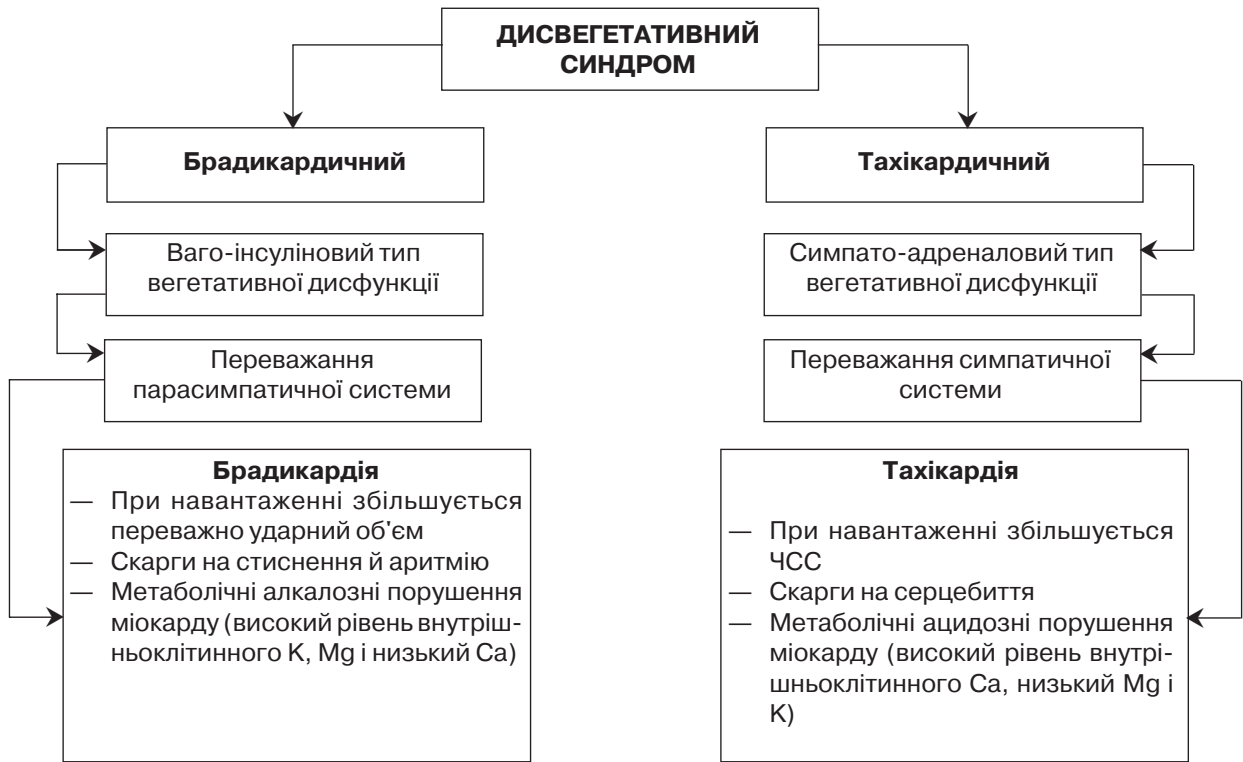 ДИСВЕГЕТАТИВНИЙ
СИНДРОМ
Брадикардичний
Тахікардичний
Ваго-інсуліновий тип
вегетативної дисфункції
Симпато-адреналовий тип
вегетативної дисфункції
Переважання
парасимпатичної системи
Переважання симпатичної
системи
Брадикардія
— При навантаженні збільшується
переважно ударний об'єм
— Скарги на стиснення й аритмію
— Метаболічні алкалозні порушення
міокарду (високий рівень внутріш-
ньоклітинного K, Mg і низький Ca)
Тахікардія
— При навантаженні збільшується
ЧСС
— Скарги на серцебиття
— Метаболічні ацидозні порушення
міокарду (високий рівень внутрі-
шньоклітинного Ca, низький Mg і
K)